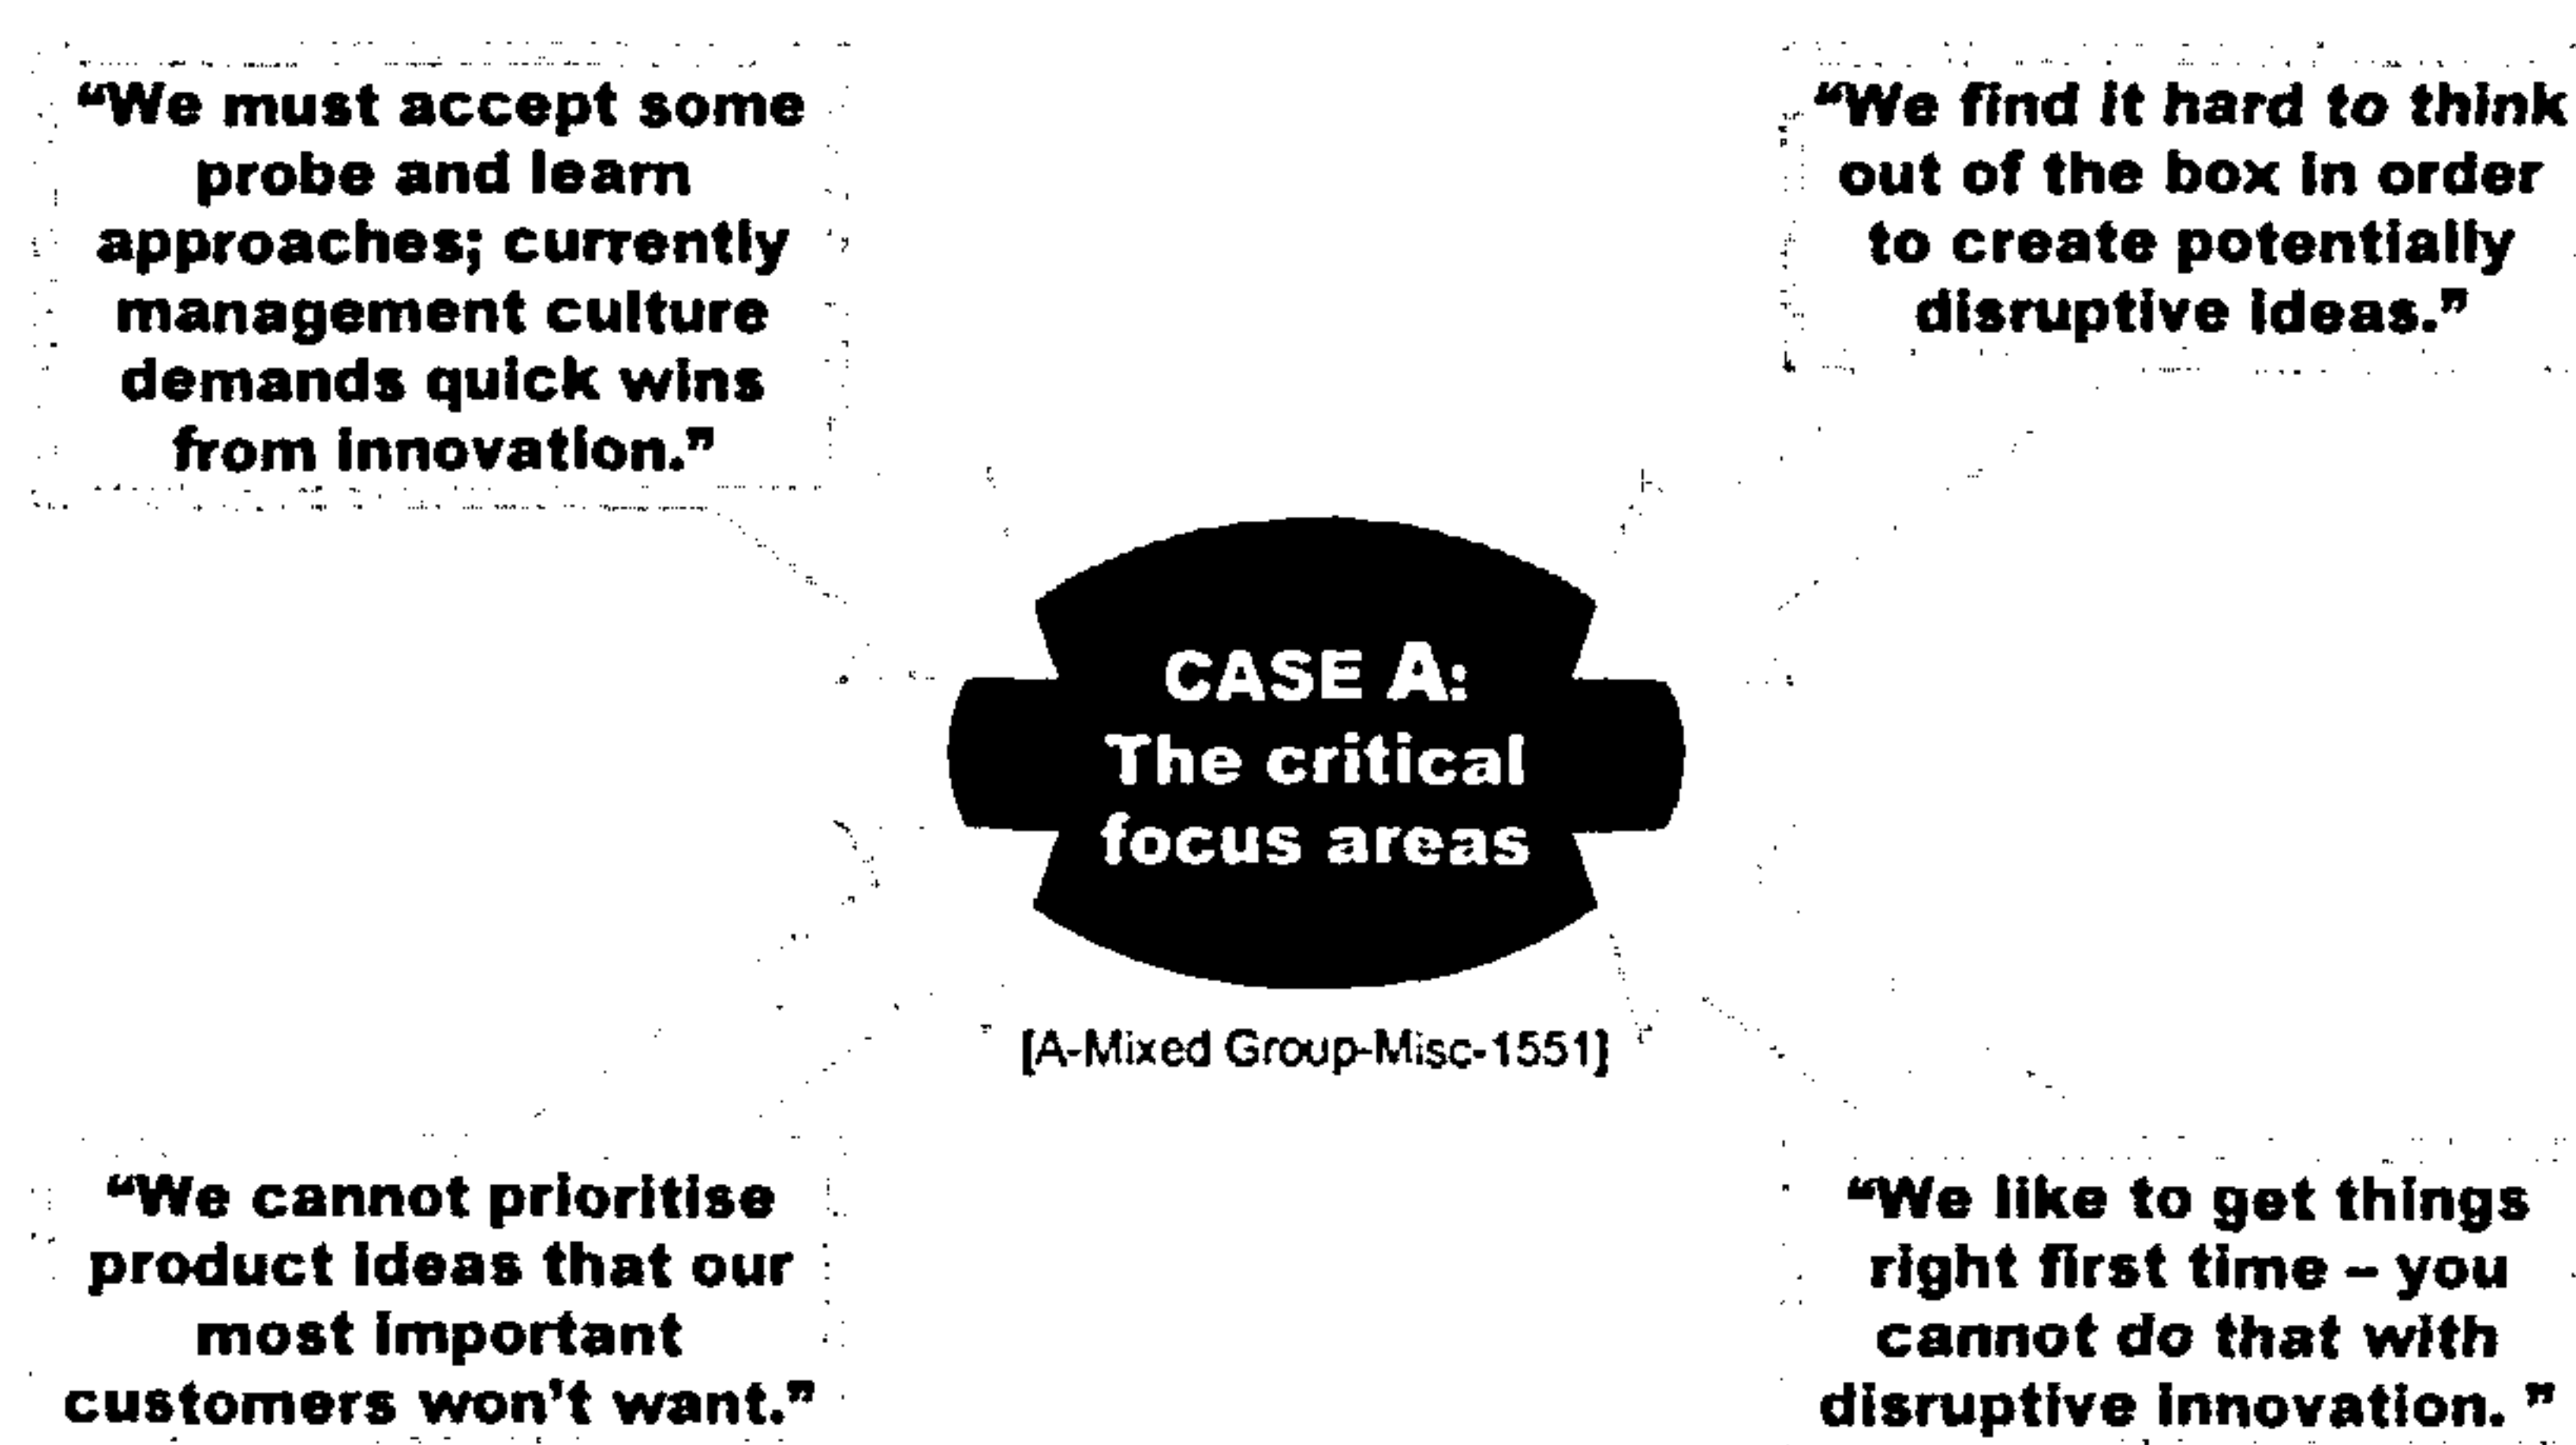 “We must accept some
probe and learn
approaches; currently
management culture
demands quick wins
from innovation.”
“We find it hard to think
out of the box in order
to create potentially
disruptive ideas.”
CASE A:
The critical
focus areas
[A-Mixed Group-Misc-1551]
“We cannot prioritise
product ideas that our
most important
customers won’t want.”
“We like to get things
right first time – you
cannot do that with
disruptive innovation. ”